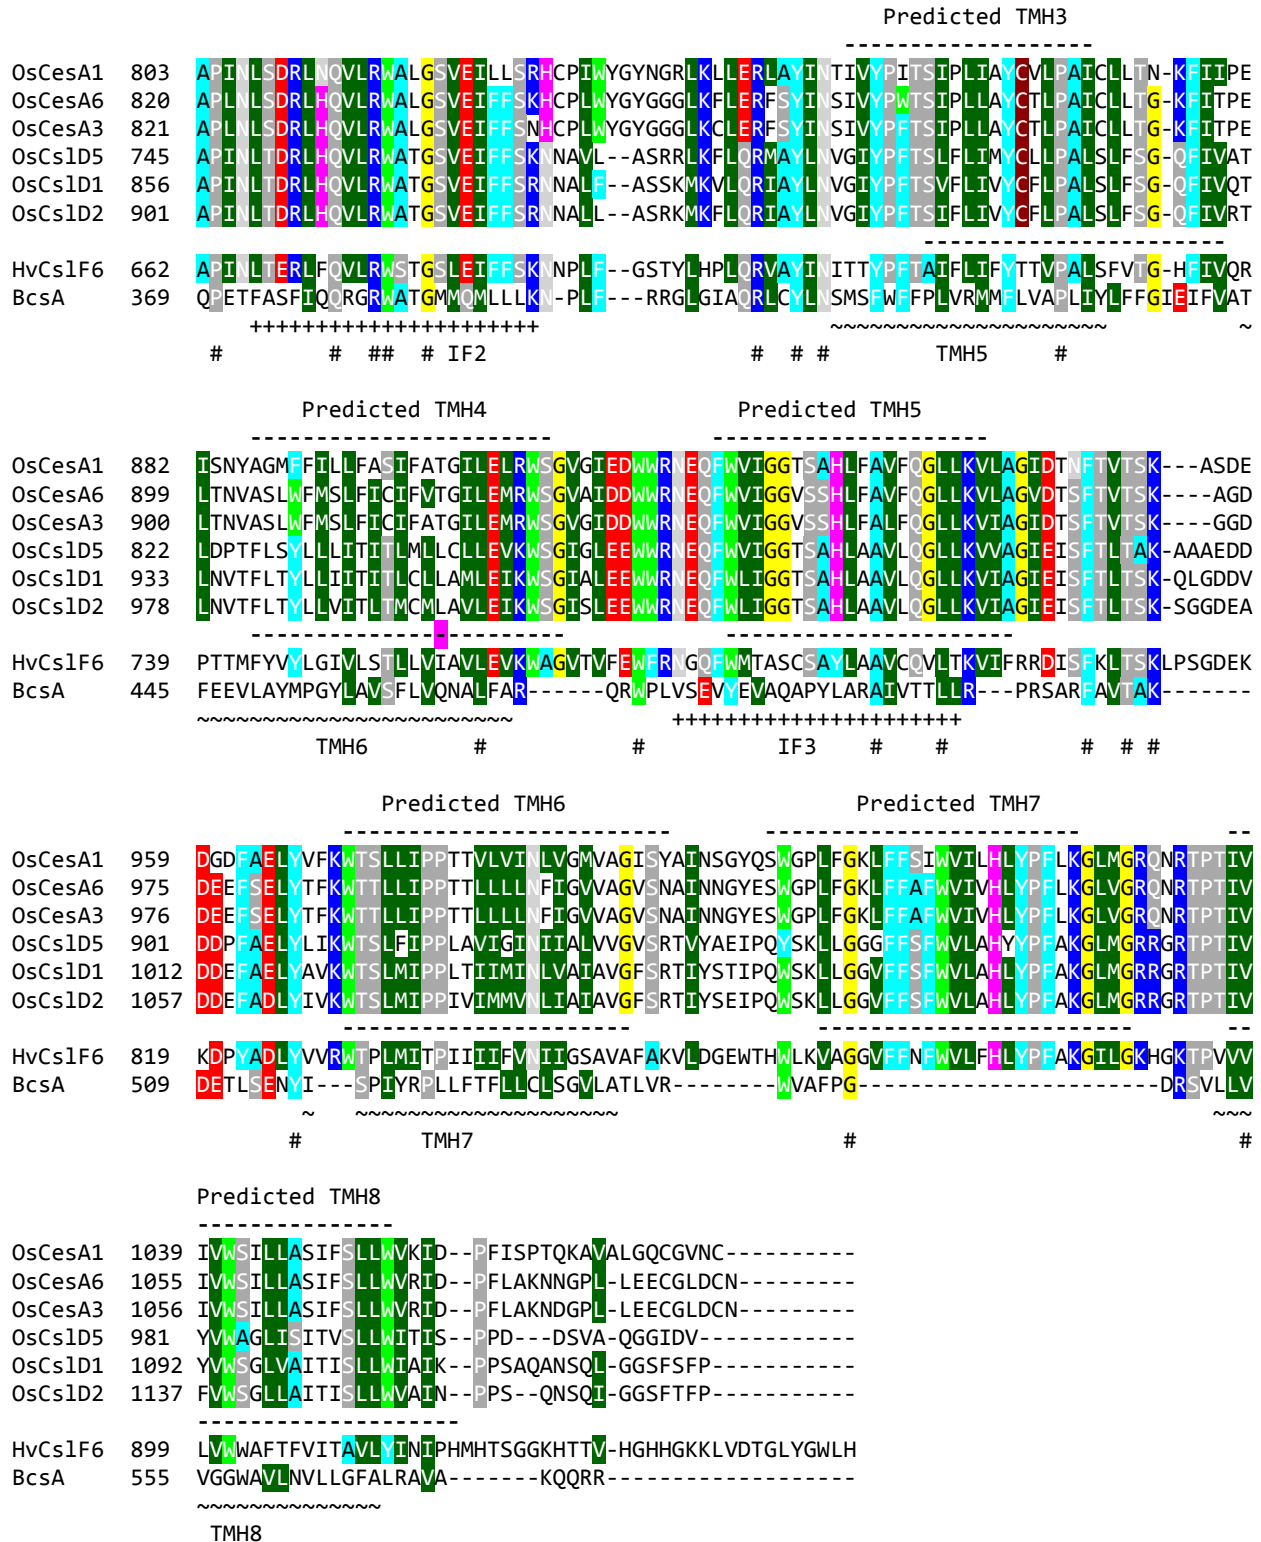 Predicted TMH3
-------------------
OsCesA1 803 APINLSDRLNQVLRWALGSVEILLSRHCPIWYGYNGRLKLLERLAYINTIVYPITSIPLIAYCVLPAICLLTN-KFIIPE
OsCesA6 820 APLNLSDRLHQVLRWALGSVEIFFSKHCPLWYGYGGGLKFLERFSYINSIVYPWTSIPLLAYCTLPAICLLTG-KFITPE
OsCesA3 821 APLNLSDRLHQVLRWALGSVEIFFSNHCPLWYGYGGGLKCLERFSYINSIVYPFTSIPLLAYCTLPAICLLTG-KFITPE
OsCslD5 745 APINLTDRLHQVLRWATGSVEIFFSKNNAVL--ASRRLKFLQRMAYLNVGIYPFTSLFLIMYCLLPALSLFSG-QFIVAT
OsCslD1 856 APINLTDRLHQVLRWATGSVEIFFSRNNALF--ASSKMKVLQRIAYLNVGIYPFTSVFLIVYCFLPALSLFSG-QFIVQT
OsCslD2 901 APINLTDRLHQVLRWATGSVEIFFSRNNALL--ASRKMKFLQRIAYLNVGIYPFTSIFLIVYCFLPALSLFSG-QFIVRT
-----------------------
HvCslF6 662 APINLTERLFQVLRWSTGSLEIFFSKNNPLF--GSTYLHPLQRVAYINITTYPFTAIFLIFYTTVPALSFVTG-HFIVQR
BcsA 369 QPETFASFIQQRGRWATGMMQMLLLKN-PLF---RRGLGIAQRLCYLNSMSFWFFPLVRMMFLVAPLIYLFFGIEIFVAT
++++++++++++++++++++++ ~~~~~~~~~~~~~~~~~~~~~ ~
# # ## # IF2 # # # TMH5 #
Predicted TMH4 Predicted TMH5
----------------------- ---------------------
OsCesA1 882 ISNYAGMFFILLFASIFATGILELRWSGVGIEDWWRNEQFWVIGGTSAHLFAVFQGLLKVLAGIDTNFTVTSK---ASDE
OsCesA6 899 LTNVASLWFMSLFICIFVTGILEMRWSGVAIDDWWRNEQFWVIGGVSSHLFAVFQGLLKVLAGVDTSFTVTSK----AGD
OsCesA3 900 LTNVASLWFMSLFICIFATGILEMRWSGVGIDDWWRNEQFWVIGGVSSHLFALFQGLLKVIAGIDTSFTVTSK----GGD
OsCslD5 822 LDPTFLSYLLLITITLMLLCLLEVKWSGIGLEEWWRNEQFWVIGGTSAHLAAVLQGLLKVVAGIEISFTLTAK-AAAEDD
OsCslD1 933 LNVTFLTYLLIITITLCLLAMLEIKWSGIALEEWWRNEQFWLIGGTSAHLAAVLQGLLKVIAGIEISFTLTSK-QLGDDV
OsCslD2 978 LNVTFLTYLLVITLTMCMLAVLEIKWSGISLEEWWRNEQFWLIGGTSAHLAAVLQGLLKVIAGIEISFTLTSK-SGGDEA
------------------------ ----------------------
HvCslF6 739 PTTMFYVYLGIVLSTLLVIAVLEVKWAGVTVFEWFRNGQFWMTASCSAYLAAVCQVLTKVIFRRDISFKLTSKLPSGDEK
BcsA 445 FEEVLAYMPGYLAVSFLVQNALFAR------QRWPLVSEVYEVAQAPYLARAIVTTLLR---PRSARFAVTAK-------
~~~~~~~~~~~~~~~~~~~~~~~~ ++++++++++++++++++++++
TMH6 # # IF3 # # # # #
Predicted TMH6 Predicted TMH7
------------------------- ------------------------ --
OsCesA1 959 DGDFAELYVFKWTSLLIPPTTVLVINLVGMVAGISYAINSGYQSWGPLFGKLFFSIWVILHLYPFLKGLMGRQNRTPTIV
OsCesA6 975 DEEFSELYTFKWTTLLIPPTTLLLLNFIGVVAGVSNAINNGYESWGPLFGKLFFAFWVIVHLYPFLKGLVGRQNRTPTIV
OsCesA3 976 DEEFSELYTFKWTTLLIPPTTLLLLNFIGVVAGVSNAINNGYESWGPLFGKLFFAFWVIVHLYPFLKGLVGRQNRTPTIV
OsCslD5 901 DDPFAELYLIKWTSLFIPPLAVIGINIIALVVGVSRTVYAEIPQYSKLLGGGFFSFWVLAHYYPFAKGLMGRRGRTPTIV
OsCslD1 1012 DDEFAELYAVKWTSLMIPPLTIIMINLVAIAVGFSRTIYSTIPQWSKLLGGVFFSFWVLAHLYPFAKGLMGRRGRTPTIV
OsCslD2 1057 DDEFADLYIVKWTSLMIPPIVIMMVNLIAIAVGFSRTIYSEIPQWSKLLGGVFFSFWVLAHLYPFAKGLMGRRGRTPTIV
---------------------- ------------------------ --
HvCslF6 819 KDPYADLYVVRWTPLMITPIIIIFVNIIGSAVAFAKVLDGEWTHWLKVAGGVFFNFWVLFHLYPFAKGILGKHGKTPVVV
BcsA 509 DETLSENYI---SPIYRPLLFTFLLCLSGVLATLVR--------WVAFPG-----------------------DRSVLLV
~ ~~~~~~~~~~~~~~~~~~~~ ~~~
# TMH7 # #
Predicted TMH8
---------------
OsCesA1 1039 IVWSILLASIFSLLWVKID--PFISPTQKAVALGQCGVNC----------
OsCesA6 1055 IVWSILLASIFSLLWVRID--PFLAKNNGPL-LEECGLDCN---------
OsCesA3 1056 IVWSILLASIFSLLWVRID--PFLAKNDGPL-LEECGLDCN---------
OsCslD5 981 YVWAGLISITVSLLWITIS--PPD---DSVA-QGGIDV------------
OsCslD1 1092 YVWSGLVAITISLLWIAIK--PPSAQANSQL-GGSFSFP-----------
OsCslD2 1137 FVWSGLLAITISLLWVAIN--PPS--QNSQI-GGSFTFP-----------
--------------------
HvCslF6 899 LVWWAFTFVITAVLYINIPHMHTSGGKHTTV-HGHHGKKLVDTGLYGWLH
BcsA 555 VGGWAVLNVLLGFALRAVA-------KQQRR-------------------
~~~~~~~~~~~~~~
TMH8